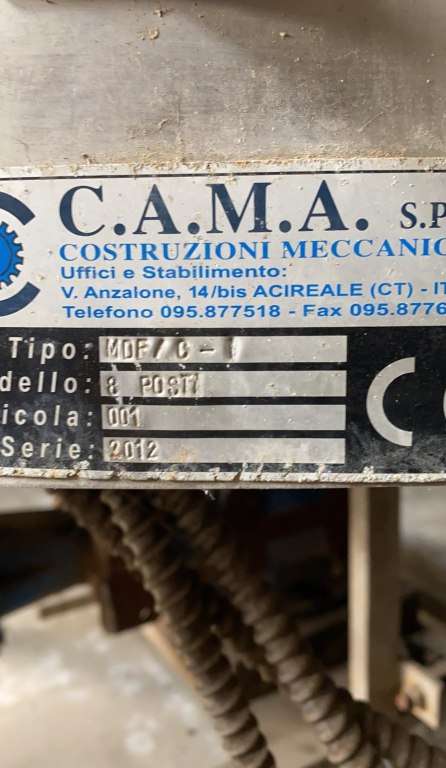 C.A.M.A. S.P
COSTRUZIONI MECCANIC
Uffici e Stabilimento:
V. Anzalone, 14/bis ACIREALE (CT) - IT
Telefono 095.877518 - Fax 095.8776
Tipo: MDF/C-1
dello: 8 POSTI
icola: 001
Serie: 2012
CE